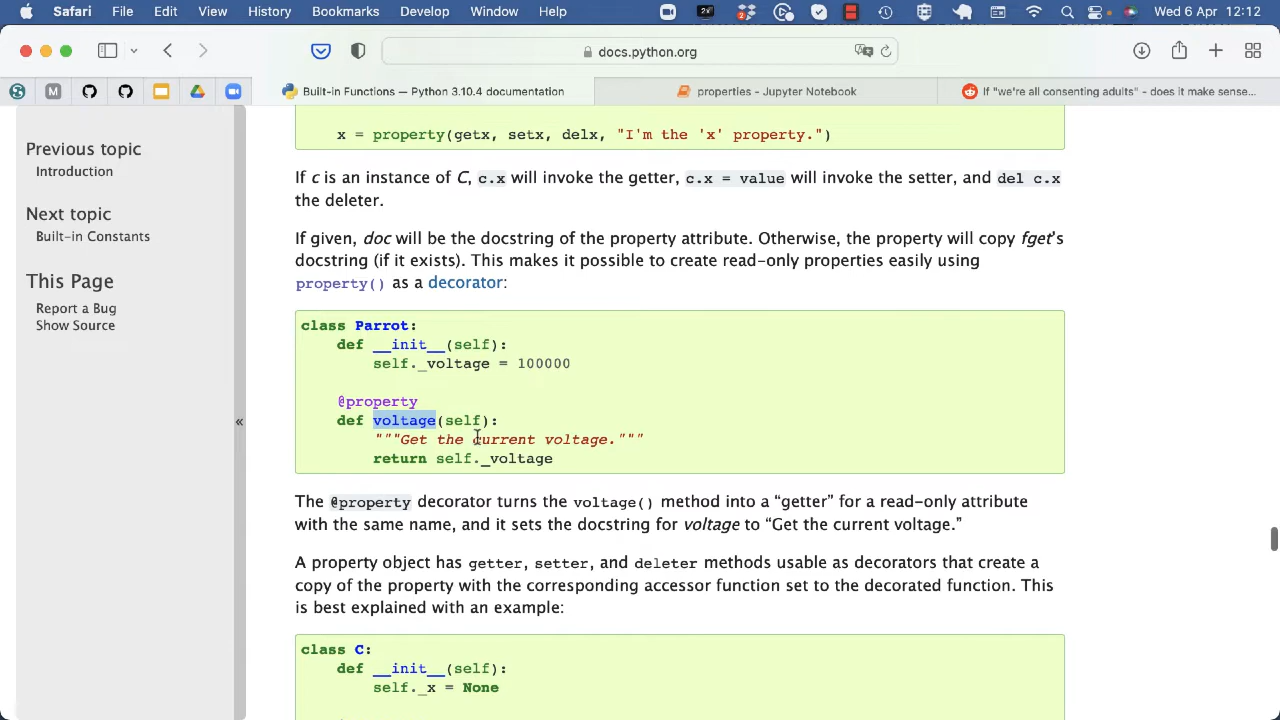 Safari File Edit View History Bookmarks Develop Window Help Wed 6 Apr 12:12
docs.python.org
Built-in Functions — Python 3.10.4 documentation properties - Jupyter Notebook If "we're all consenting adults" - does it make sense...
Previous topic
Introduction
Next topic
Built-in Constants
This Page
Report a Bug
Show Source
«
x = property(getx, setx, delx, "I'm the 'x' property.")
If c is an instance of C, c.x will invoke the getter, c.x = value will invoke the setter, and del c.x
the deleter.
If given, doc will be the docstring of the property attribute. Otherwise, the property will copy fget's
docstring (if it exists). This makes it possible to create read-only properties easily using
property() as a decorator:
class Parrot:
def __init__(self):
self._voltage = 100000
@property
def voltage(self):
"""Get the current voltage."""
return self._voltage
The @property decorator turns the voltage() method into a “getter” for a read-only attribute
with the same name, and it sets the docstring for voltage to “Get the current voltage.”
A property object has getter, setter, and deleter methods usable as decorators that create a
copy of the property with the corresponding accessor function set to the decorated function. This
is best explained with an example:
class C:
def __init__(self):
self._x = None